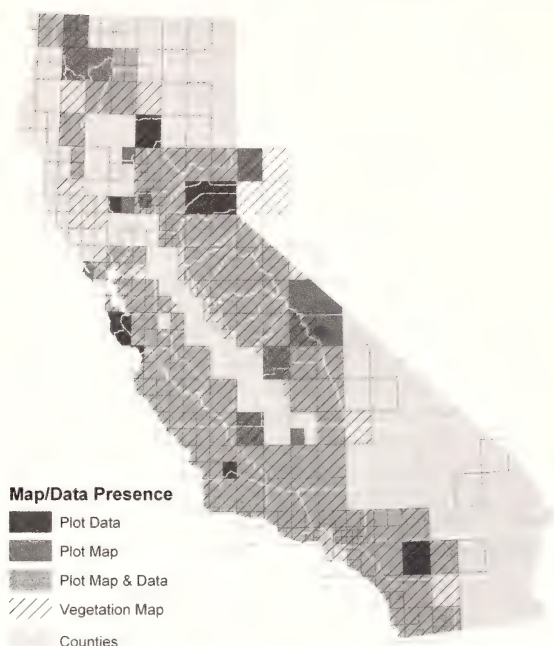 Map/Data Presence
Plot Data
Plot Map
Plot Map & Data
Vegetation Map
Counties